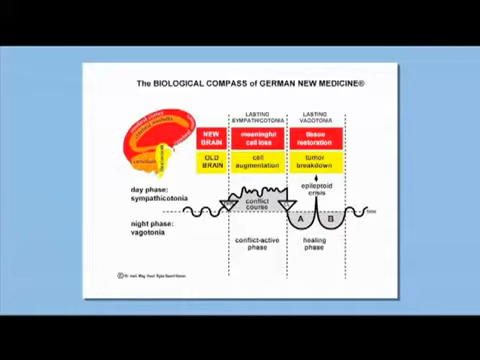 The BIOLOGICAL COMPASS of GERMAN NEW MEDICINE®
LASTING
SYMPATHICOTONIA
LASTING
VAGOTONIA
NEW
BRAIN
meaningful
cell loss
tissue
restoration
OLD
BRAIN
cell
augmentation
tumor
breakdown
day phase:
sympathicotonia
epileptoid
crisis
conflict
course
A
B
night phase:
vagotonia
conflict-active
phase
healing
phase